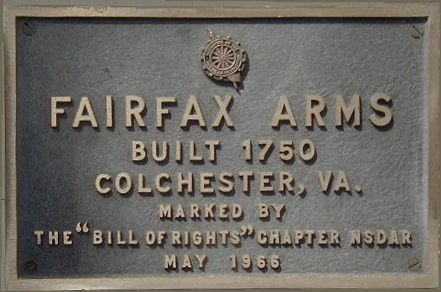 FAIRFAX ARMS
BUILT 1750
COLCHESTER, VA.
MARKED BY
THE "BILL OF RIGHTS" CHAPTER NSDAR
MAY 1966